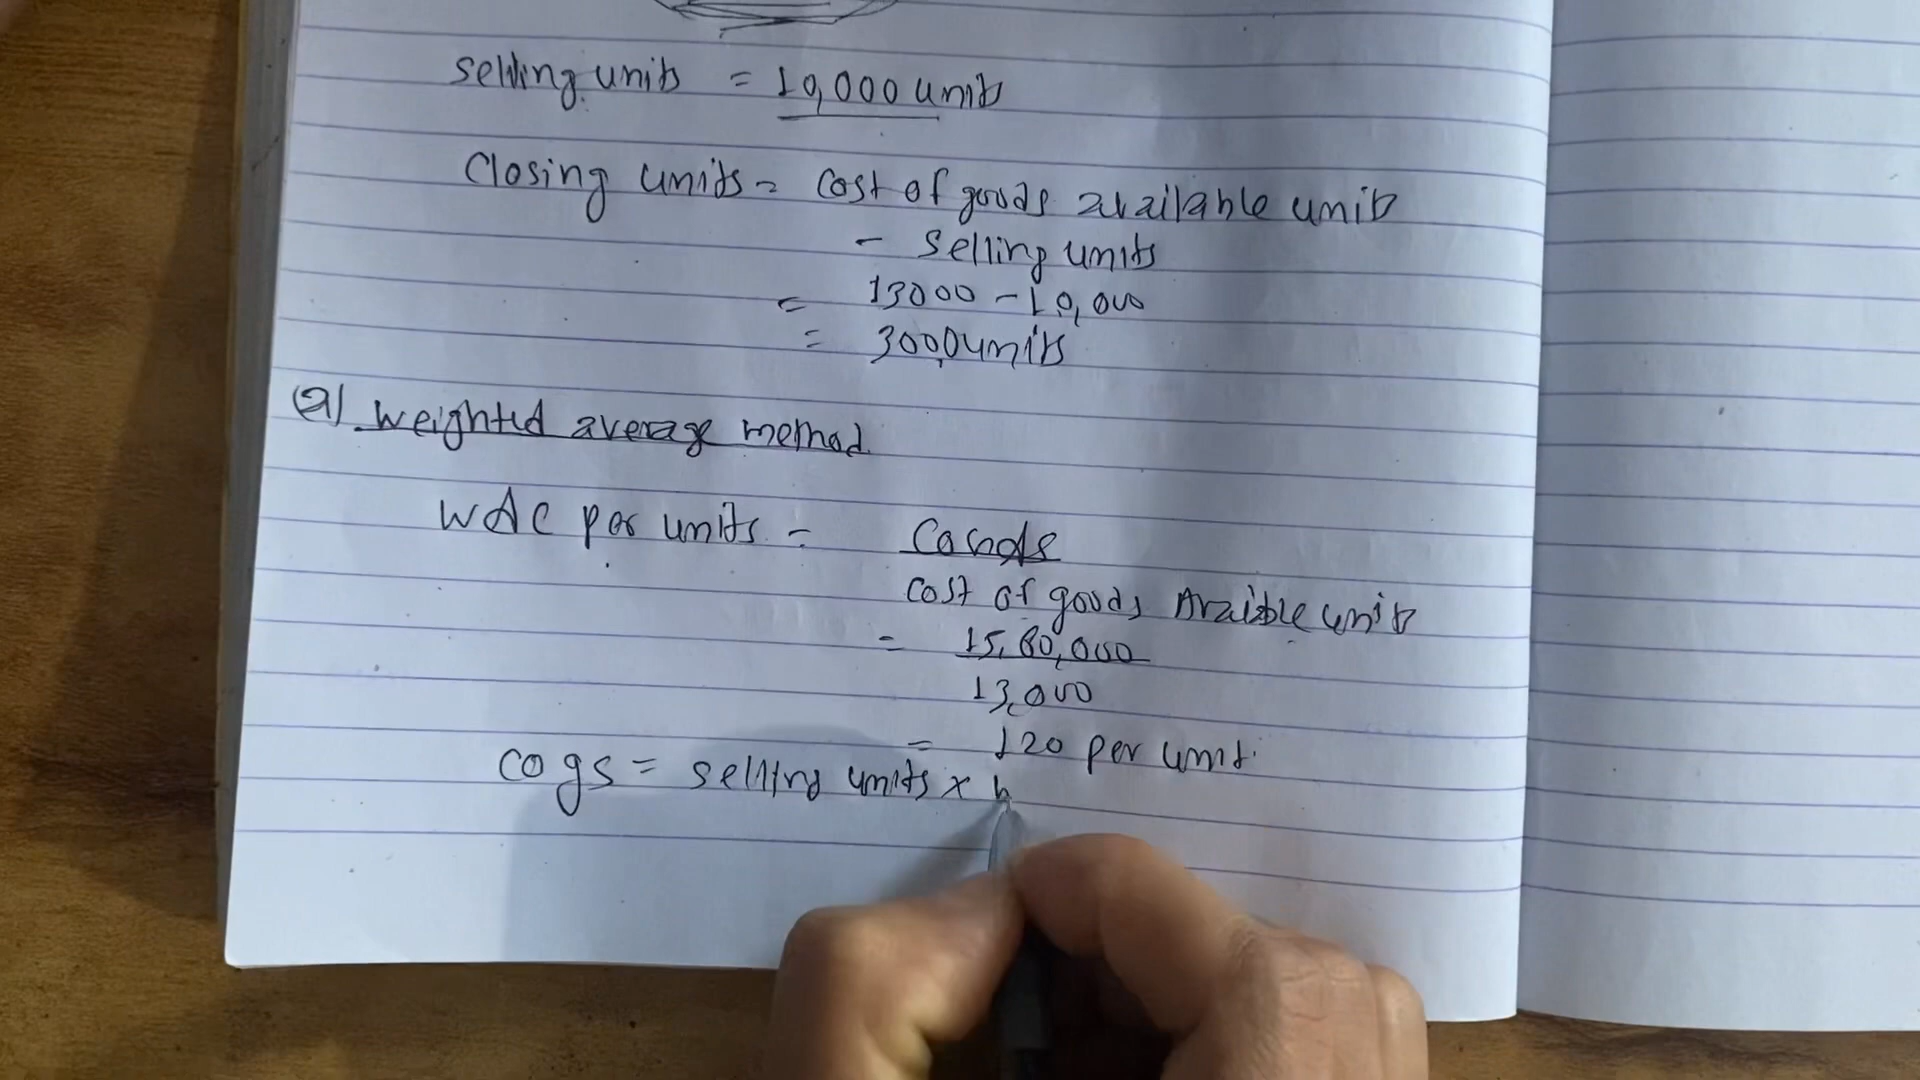 Selling units = 10,000 units
Closing units = Cost of goods available units
- Selling units
= 13000 - 10,000
= 3000 units
(a) Weighted average method
WAC per units =
Cost of goods Available units
= 15,60,000
13,000
= 120 per unit.
COGS = Selling units ×